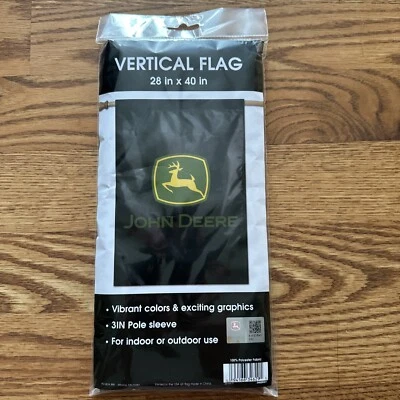 VERTICAL FLAG
28 in x 40 in
JOHN DEERE
• Vibrant colors & exciting graphics
• 3IN Pole sleeve
• For indoor or outdoor use
100% Polyester Fabric